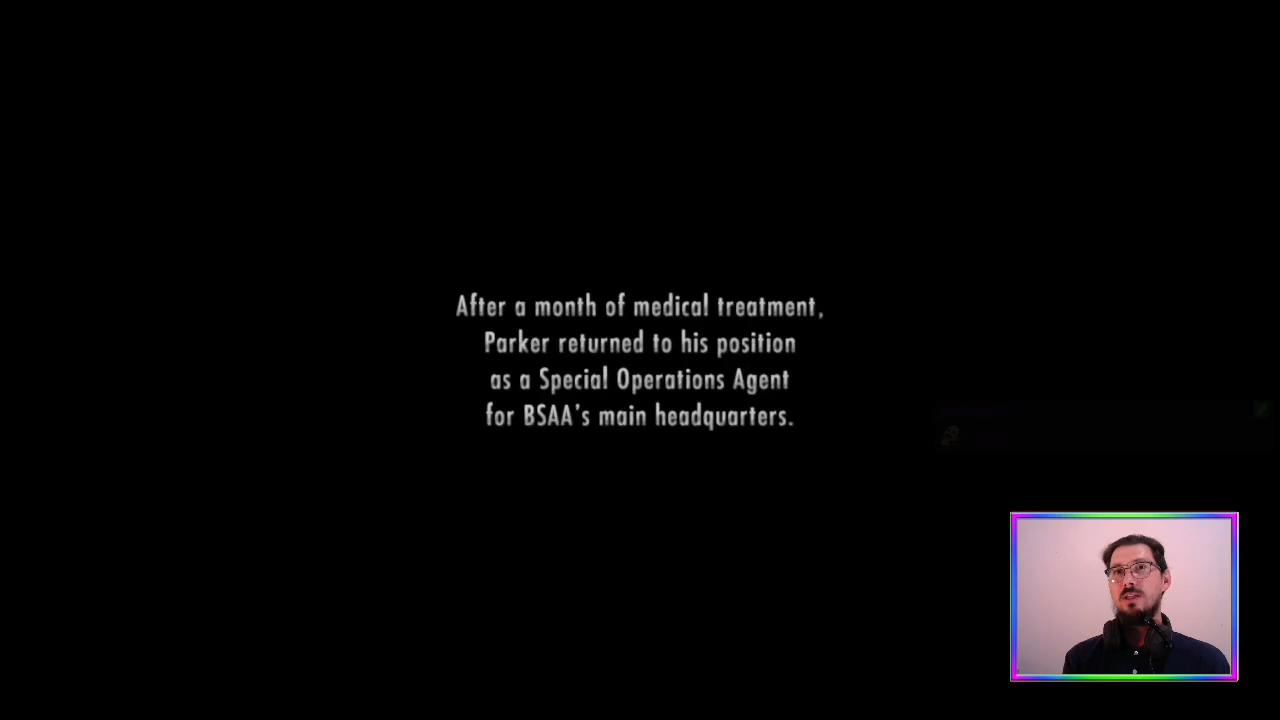 After a month of medical treatment,
Parker returned to his position
as a Special Operations Agent
for BSAA's main headquarters.